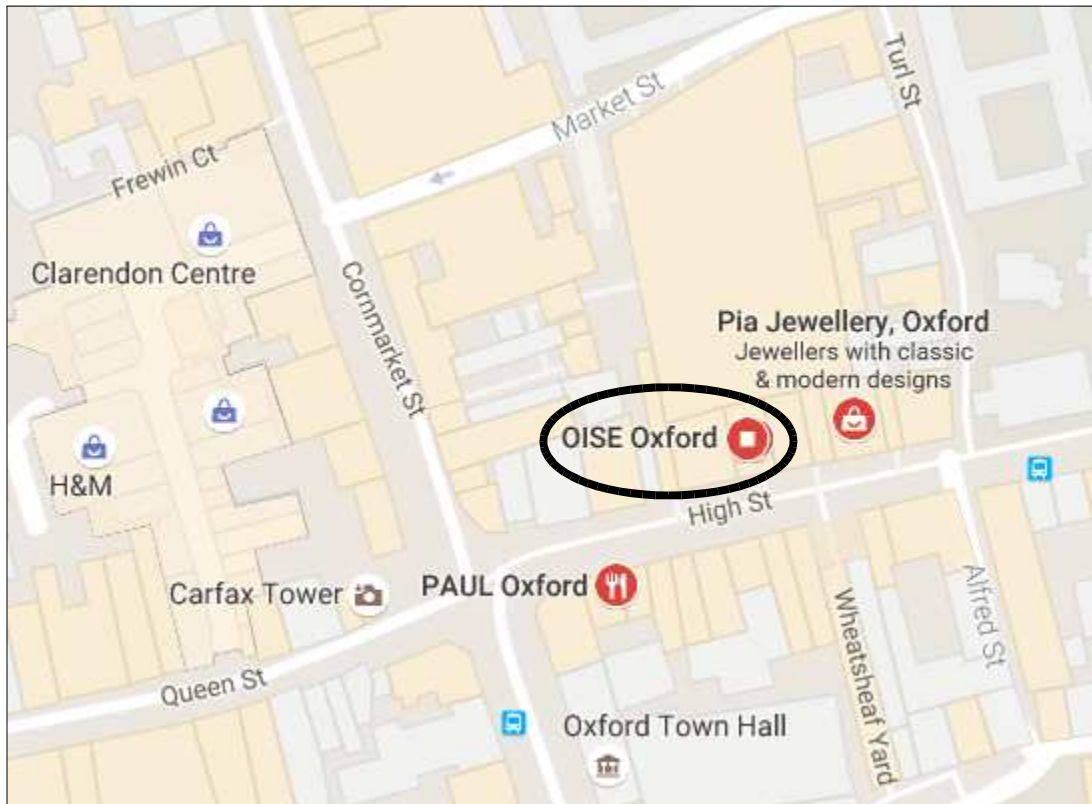 Turl St
Market St
Frewin Ct
Clarendon Centre
Cornmarket St
Pia Jewellery, Oxford
Jewellers with classic
& modern designs
OISE Oxford
H&M
High St
Carfax Tower
PAUL Oxford
Alfred St
Wheatsheaf Yard
Queen St
Oxford Town Hall